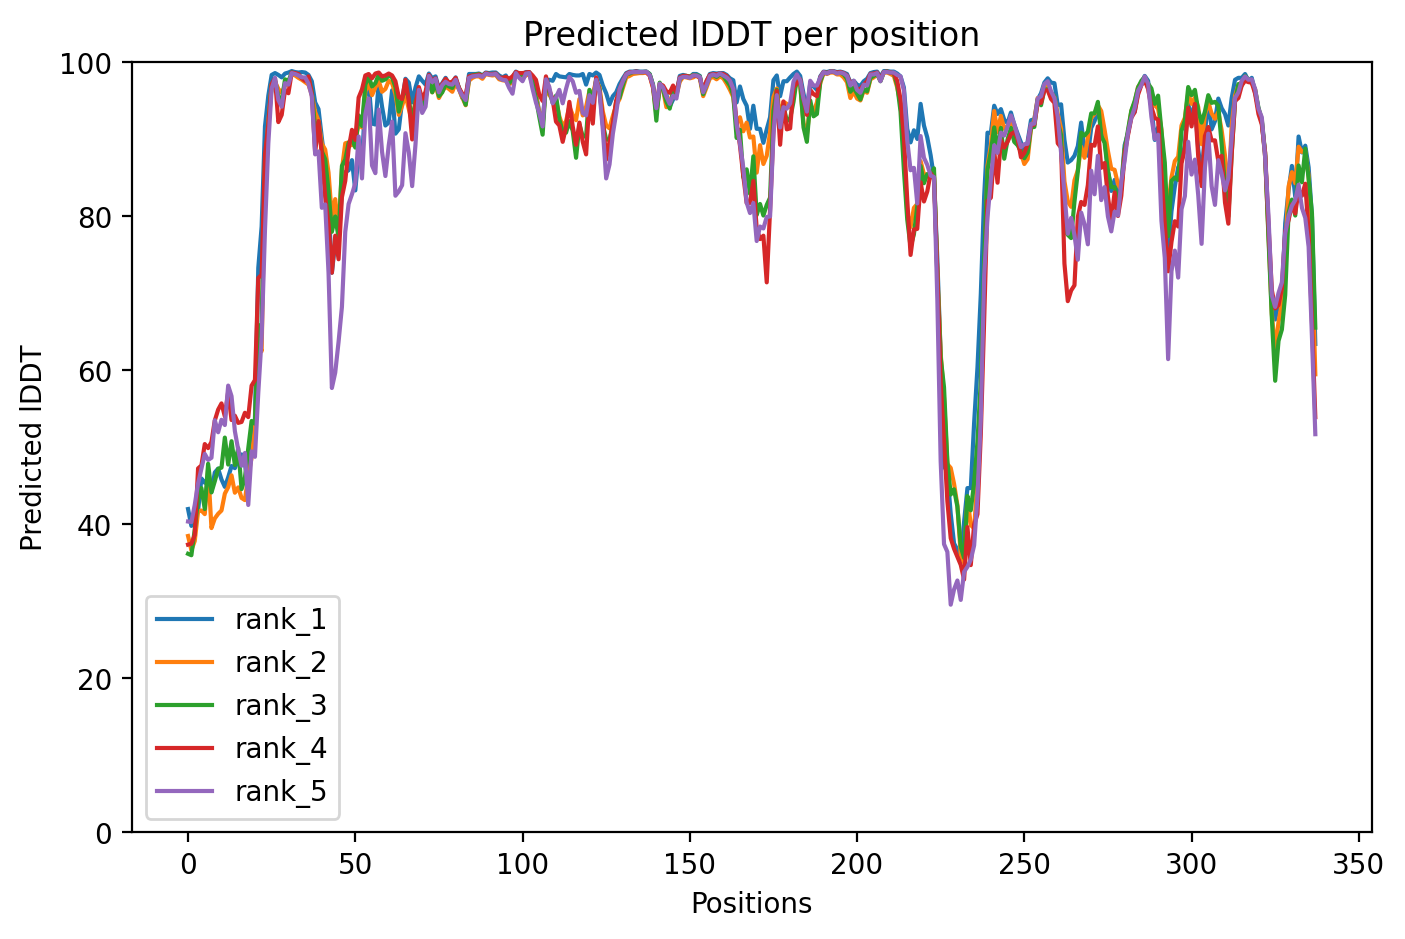 Predicted lDDT per position
100
80
60
40
20
0
Predicted lDDT
rank_1
rank_2
rank_3
rank_4
rank_5
0 50 100 150 200 250 300 350
Positions